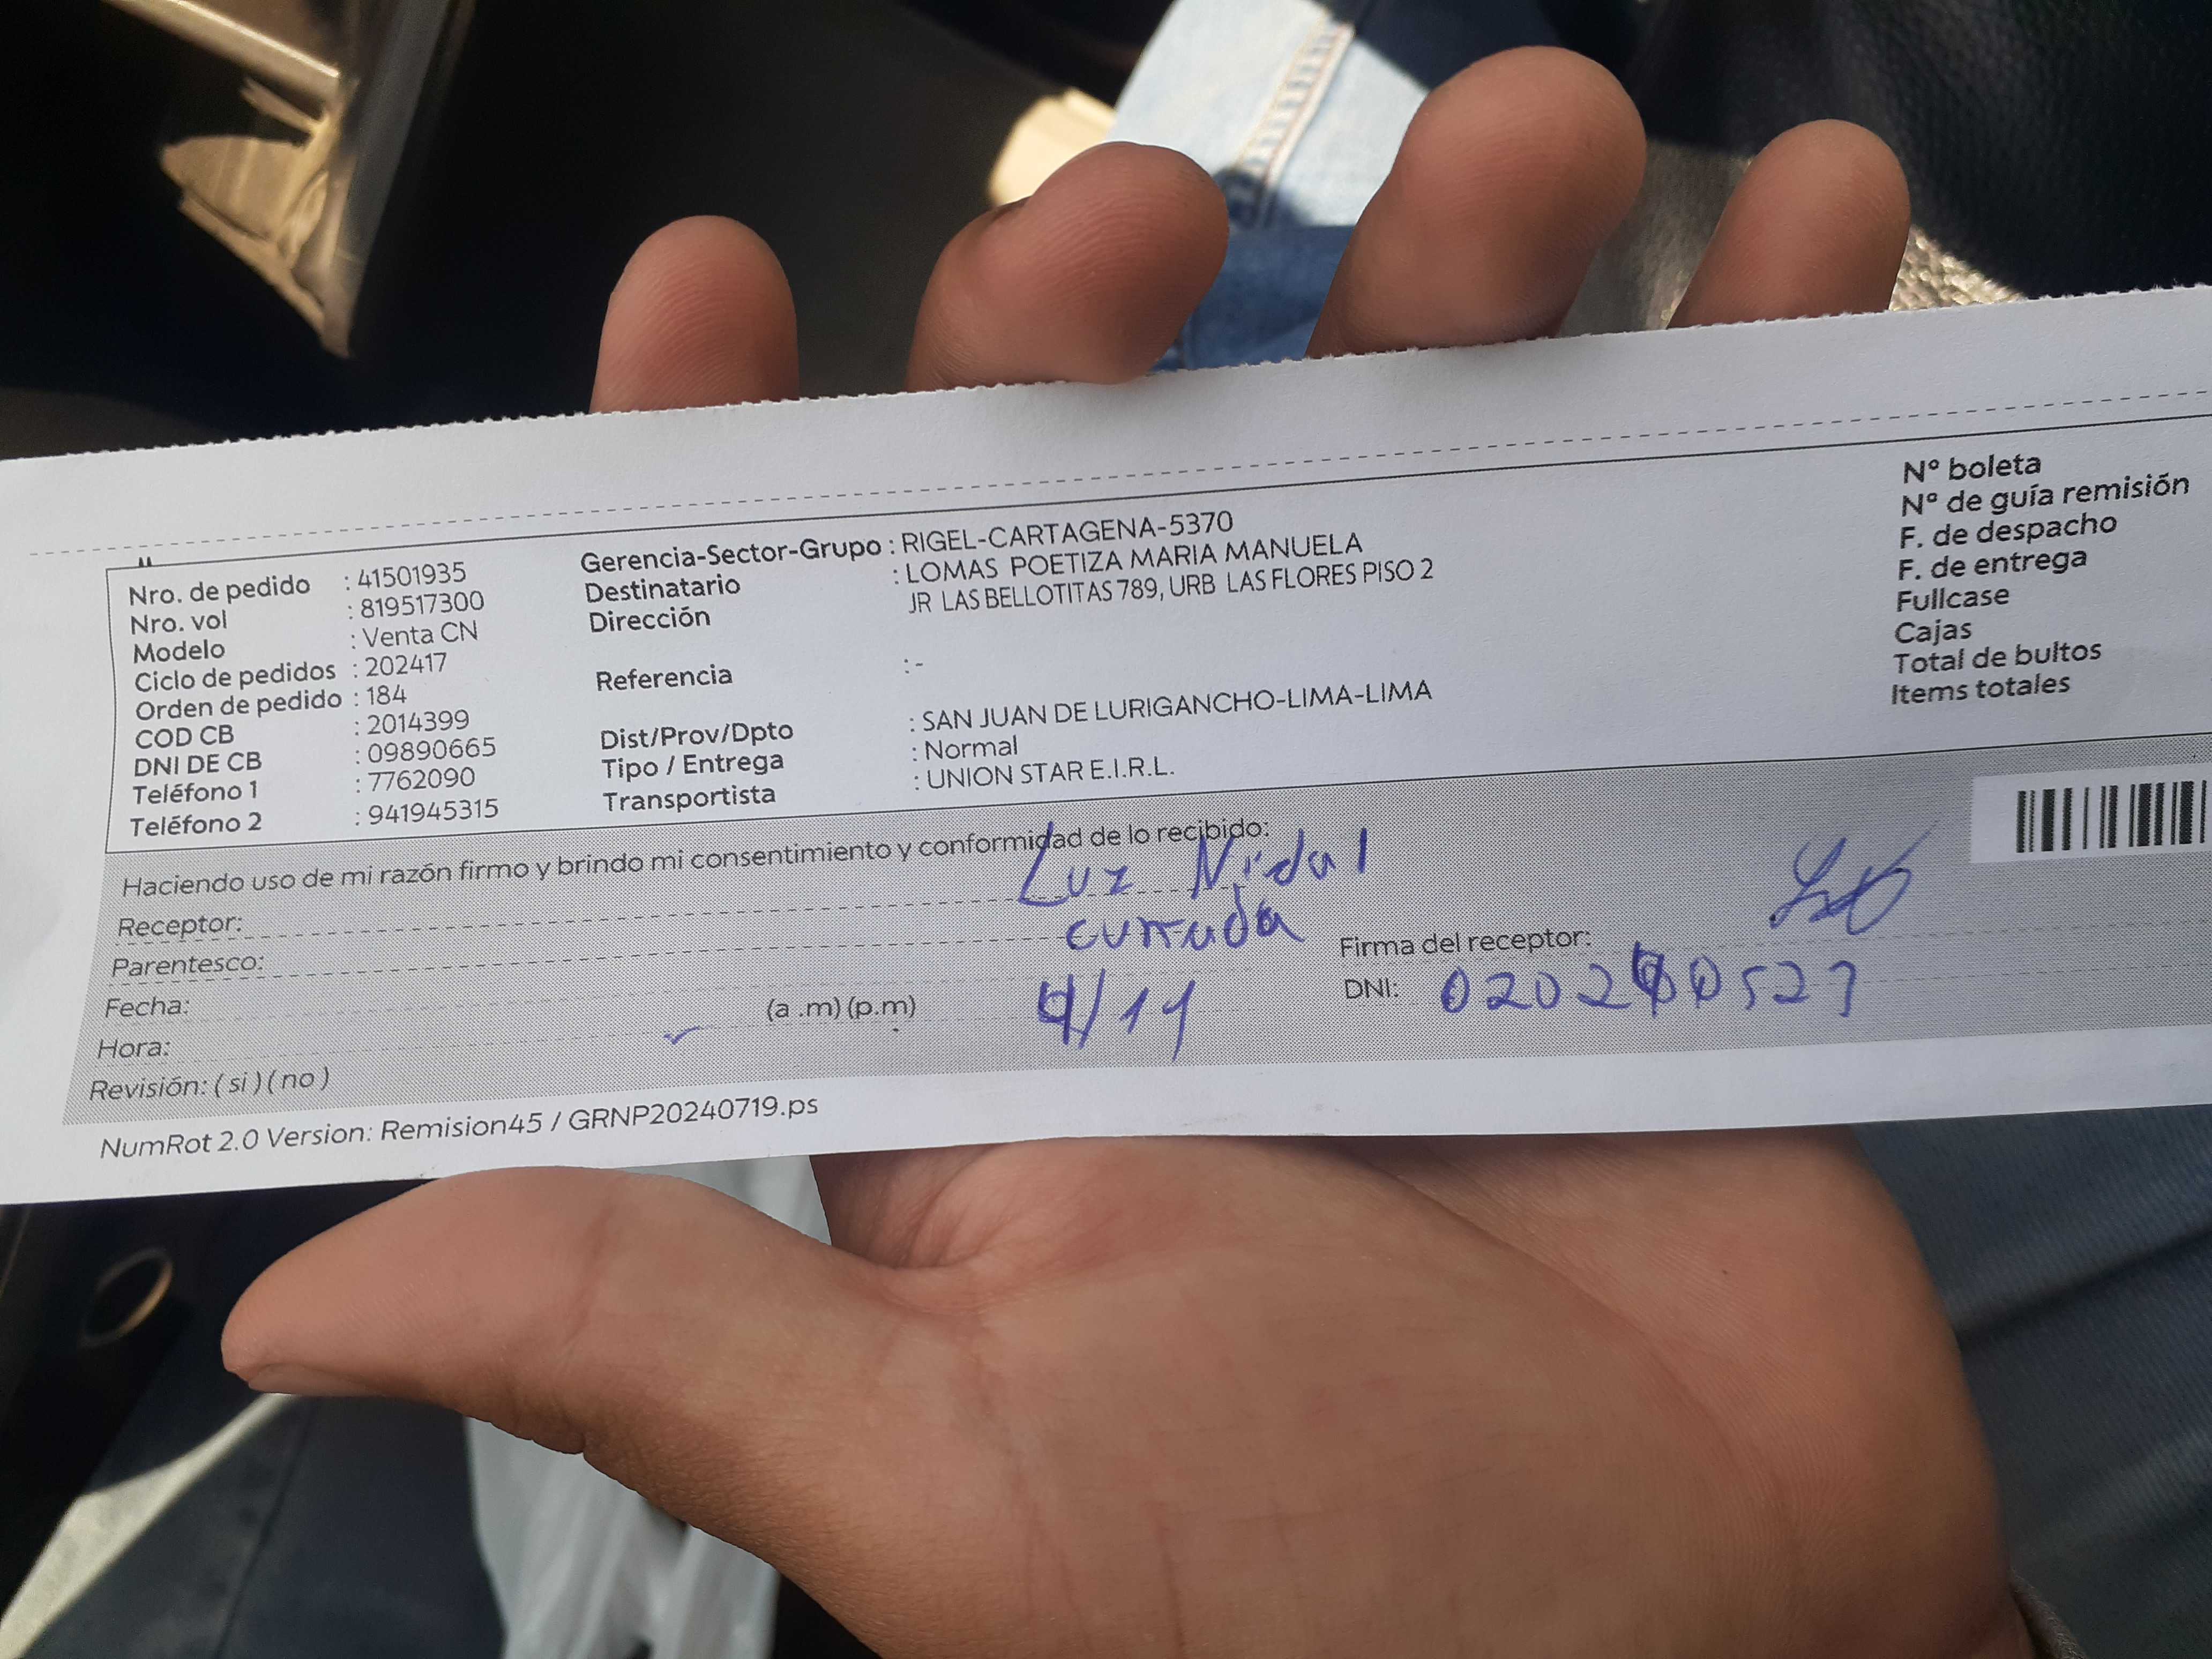 Nro. de pedido : 41501935
Nro. vol : 819517300
Modelo : Venta CN
Ciclo de pedidos : 202417
Orden de pedido : 184
COD CB : 2014399
DNI DE CB : 09890665
Teléfono 1 : 7762090
Teléfono 2 : 941945315
Gerencia-Sector-Grupo : RIGEL-CARTAGENA-5370
Destinatario : LOMAS POETIZA MARIA MANUELA
Dirección JR LAS BELLOTITAS 789, URB LAS FLORES PISO 2
Referencia : -
Dist/Prov/Dpto : SAN JUAN DE LURIGANCHO-LIMA-LIMA
Tipo / Entrega : Normal
Transportista : UNION STAR E.I.R.L.
N° boleta
N° de guía remisión
F. de despacho
F. de entrega
Fullcase
Cajas
Total de bultos
Items totales
Haciendo uso de mi razón firmo y brindo mi consentimiento y conformidad de lo recibido:
Receptor: Luz Nidal
Parentesco:
Fecha:
Hora: (a .m) (p.m)
Revisión: ( si ) ( no )
Firma del receptor:
DNI:
NumRot 2.0 Version: Remision45 / GRNP20240719.ps